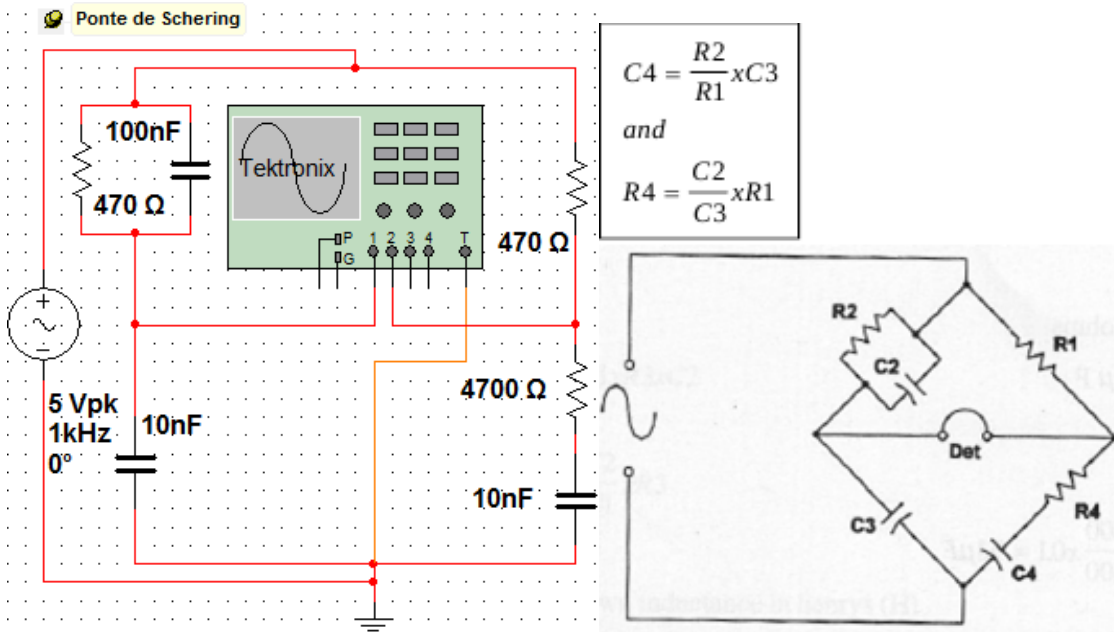 Ponte de Schering
100nF
470 Ω
Tektronix
P
G
1 2 3 4 T
470 Ω
4700 Ω
5 Vpk
1kHz
0°
10nF
10nF
C4 = R2/R1 xC3
and
R4 = C2/C3 xR1
R2
C2
R1
Det
C3
R4
C4